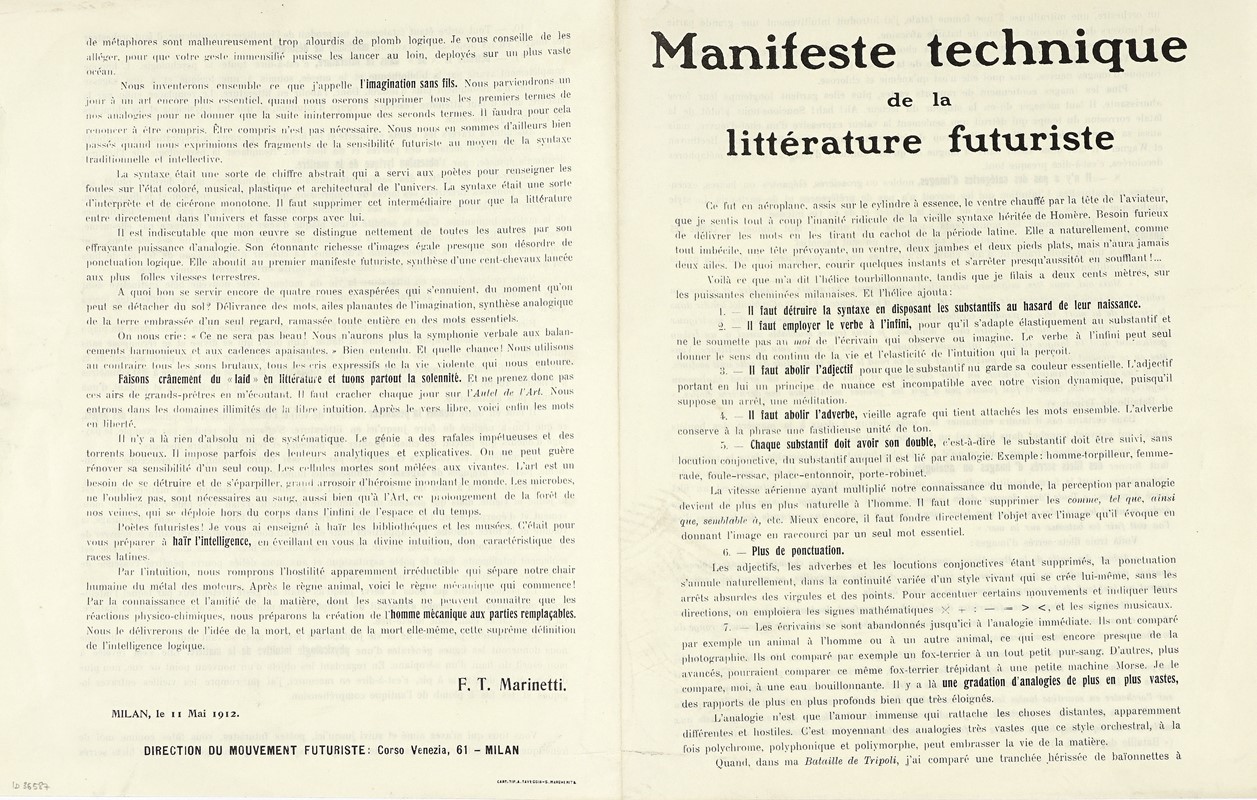 de métaphores sont malheureusement trop alourdis de plomb logique. Je vous conseille de les
alléger, pour que votre geste immensifié puisse les lancer au loin, deployés sur un plus vaste
océan.
Nous inventerons ensemble ce que j'appelle l'imagination sans fils. Nous parviendrons un
jour à un art encore plus essentiel, quand nous oserons supprimer tous les premiers termes de
nos analogies pour ne donner que la suite ininterrompue des seconds termes. Il faudra pour cela
renoncer à être compris. Être compris n'est pas nécessaire. Nous nous en sommes d'ailleurs bien
passés quand nous exprimions des fragments de la sensibilité futuriste au moyen de la syntaxe
traditionnelle et intellective.
La syntaxe était une sorte de chiffre abstrait qui a servi aux poètes pour renseigner les
foules sur l'état coloré, musical, plastique et architectural de l'univers. La syntaxe était une sorte
d'interprète et de cicérone monotone. Il faut supprimer cet intermédiaire pour que la littérature
entre directement dans l'univers et fasse corps avec lui.
Il est indiscutable que mon œuvre se distingue nettement de toutes les autres par son
effrayante puissance d'analogie. Son étonnante richesse d'images égale presque son désordre de
ponctuation logique. Elle aboutit au premier manifeste futuriste, synthèse d'une cent-chevaux lancée
aux plus folles vitesses terrestres.
A quoi bon se servir encore de quatre roues exaspérées qui s'ennuient, du moment qu'on
peut se détacher du sol? Délivrance des mots, ailes planantes de l'imagination, synthèse analogique
de la terre embrassée d'un seul regard, ramassée toute entière en des mots essentiels.
On nous crie: « Ce ne sera pas beau! Nous n'aurons plus la symphonie verbale aux balan-
cements harmonieux et aux cadences apaisantes. » Bien entendu. Et quelle chance! Nous utilisons
au contraire tous les sons brutaux, tous les cris expressifs de la vie violente qui nous entoure.
Faisons crânement du « laid » èn littérature et tuons partout la solennité. Et ne prenez donc pas
ces airs de grands-prêtres en m'écoutant. Il faut cracher chaque jour sur l'Autel de l'Art. Nous
entrons dans les domaines illimités de la libre intuition. Après le vers libre, voici enfin les mots
en liberté.
Il n'y a là rien d'absolu ni de systématique. Le génie a des rafales impétueuses et des
torrents boueux. Il impose parfois des lenteurs analytiques et explicatives. On ne peut guère
rénover sa sensibilité d'un seul coup. Les cellules mortes sont mêlées aux vivantes. L'art est un
besoin de se détruire et de s'éparpiller, grand arrosoir d'héroisme inondant le monde. Les microbes,
ne l'oubliez pas, sont nécessaires au sang, aussi bien qu'à l'Art, ce prolongement de la forêt de
nos veines, qui se déploie hors du corps dans l'infini de l'espace et du temps.
Poètes futuristes! Je vous ai enseigné à haïr les bibliothèques et les musées. C'était pour
vous préparer à haïr l'intelligence, en éveillant en vous la divine intuition, don caractéristique des
races latines.
Par l'intuition, nous romprons l'hostilité apparemment irréductible qui sépare notre chair
humaine du métal des moteurs. Après le règne animal, voici le règne mécanique qui commence!
Par la connaissance et l'amitié de la matière, dont les savants ne peuvent connaître que les
réactions physico-chimiques, nous préparons la création de l'homme mècanique aux parties remplaçables.
Nous le délivrerons de l'idée de la mort, et partant de la mort elle-même, cette suprême définition
de l'intelligence logique.
F. T. Marinetti.
MILAN, le 11 Mai 1912.
DIRECTION DU MOUVEMENT FUTURISTE: Corso Venezia, 61 – MILAN
Manifeste technique
de la
littérature futuriste
Ce fut en aéroplane, assis sur le cylindre à essence, le ventre chauffé par la tête de l'aviateur,
que je sentis tout à coup l'inanité ridicule de la vieille syntaxe héritée de Homère. Besoin furieux
de délivrer les mots en les tirant du cachot de la période latine. Elle a naturellement, comme
tout imbécile, une tête prévoyante, un ventre, deux jambes et deux pieds plats, mais n'aura jamais
deux ailes. De quoi marcher, courir quelques instants et s'arrêter presqu'aussitôt en soufflant!...
Voilà ce que m'a dit l'hélice tourbillonnante, tandis que je filais a deux cents mètres, sur
les puissantes cheminées milanaises. Et l'hélice ajouta:
1. — Il faut détruire la syntaxe en disposant les substantifs au hasard de leur naissance.
2. — Il faut employer le verbe à l'infini, pour qu'il s'adapte élastiquement au substantif et
ne le soumette pas au moi de l'écrivain qui observe ou imagine. Le verbe à l'infini peut seul
donner le sens du continu de la vie et l'elasticité de l'intuition qui la perçoit.
3. — Il faut abolir l'adjectif pour que le substantif nu garde sa couleur essentielle. L'adjectif
portant en lui un principe de nuance est incompatible avec notre vision dynamique, puisqu'il
suppose un arrêt, une méditation.
4. — Il faut abolir l'adverbe, vieille agrafe qui tient attachés les mots ensemble. L'adverbe
conserve à la phrase une fastidieuse unité de ton.
5. — Chaque substantif doit avoir son double, c'est-à-dire le substantif doit être suivi, sans
locution conjonctive, du substantif auquel il est lié par analogie. Exemple: homme-torpilleur, femme-
rade, foule-ressac, place-entonnoir, porte-robinet.
La vitesse aérienne ayant multiplié notre connaissance du monde, la perception par analogie
devient de plus en plus naturelle à l'homme. Il faut donc supprimer les comme, tel que, ainsi
que, semblable à, etc. Mieux encore, il faut fondre directement l'objet avec l'image qu'il évoque en
donnant l'image en raccourci par un seul mot essentiel.
6. — Plus de ponctuation.
Les adjectifs, les adverbes et les locutions conjonctives étant supprimés, la ponctuation
s'annule naturellement, dans la continuité variée d'un style vivant qui se crée lui-même, sans les
arrêts absurdes des virgules et des points. Pour accentuer certains mouvements et indiquer leurs
directions, on emploiera les signes mathématiques × + : — = > <, et les signes musicaux.
7. — Les écrivains se sont abandonnés jusqu'ici à l'analogie immédiate. Ils ont comparé
par exemple un animal à l'homme ou à un autre animal, ce qui est encore presque de la
photographie. Ils ont comparé par exemple un fox-terrier à un tout petit pur-sang. D'autres, plus
avancés, pourraient comparer ce même fox-terrier trépidant à une petite machine Morse. Je le
compare, moi, à une eau bouillonnante. Il y a là une gradation d'analogies de plus en plus vastes,
des rapports de plus en plus profonds bien que très éloignés.
L'analogie n'est que l'amour immense qui rattache les choses distantes, apparemment
différentes et hostiles. C'est moyennant des analogies très vastes que ce style orchestral, à la
fois polychrome, polyphonique et polymorphe, peut embrasser la vie de la matière.
Quand, dans ma Bataille de Tripoli, j'ai comparé une tranchée hérissée de baïonnettes à